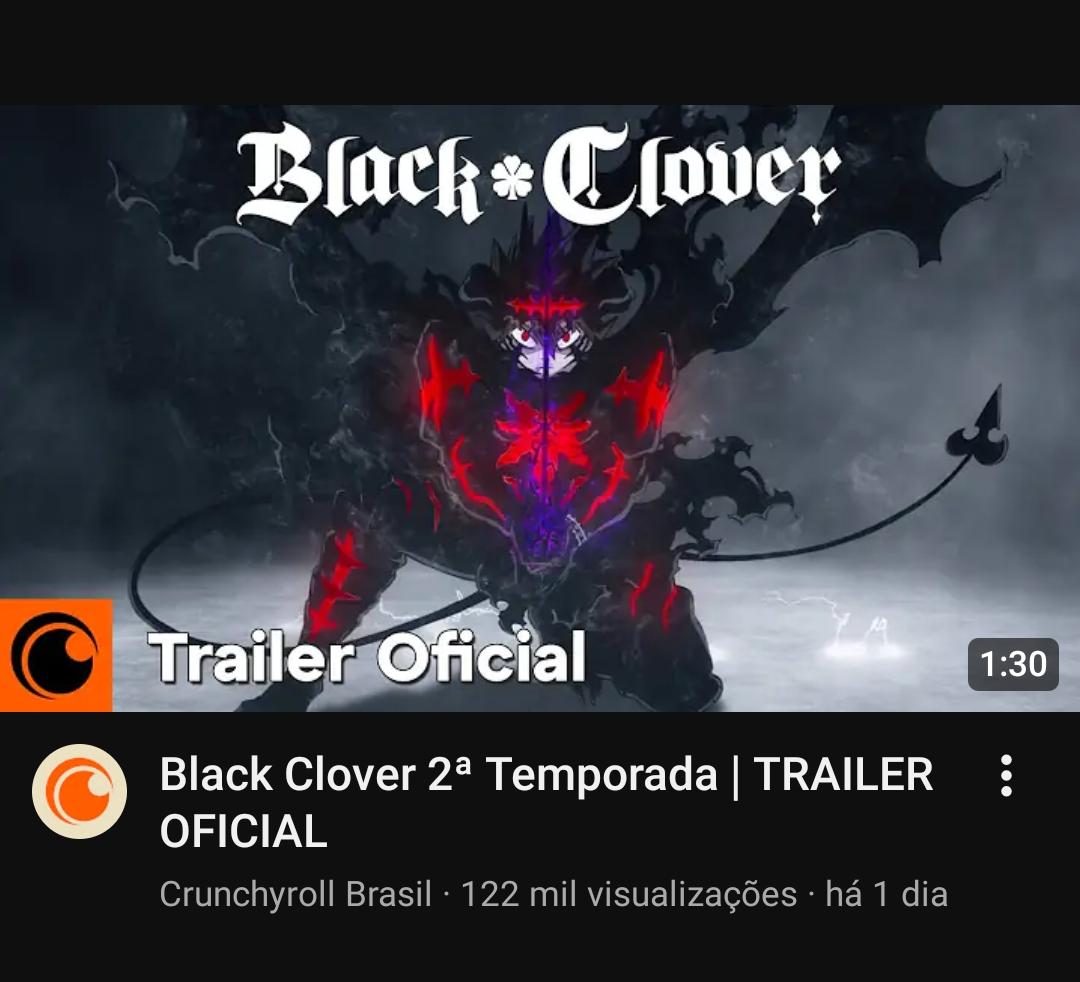 Black Clover
Trailer Oficial
1:30
Black Clover 2ª Temporada | TRAILER
OFICIAL
Crunchyroll Brasil · 122 mil visualizações · há 1 dia